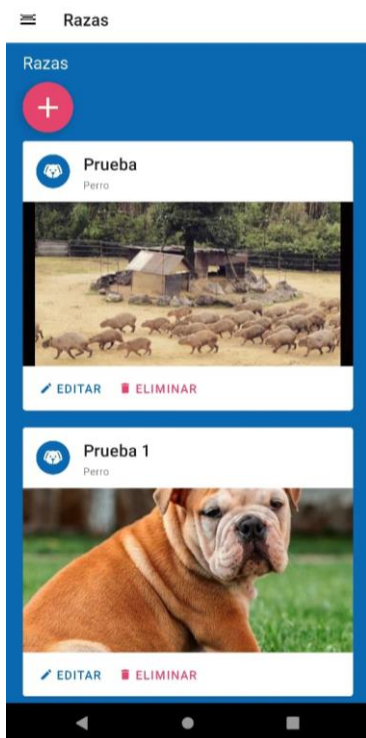 Razas
Razas
Prueba
Perro
EDITAR
ELIMINAR
Prueba 1
Perro
EDITAR
ELIMINAR